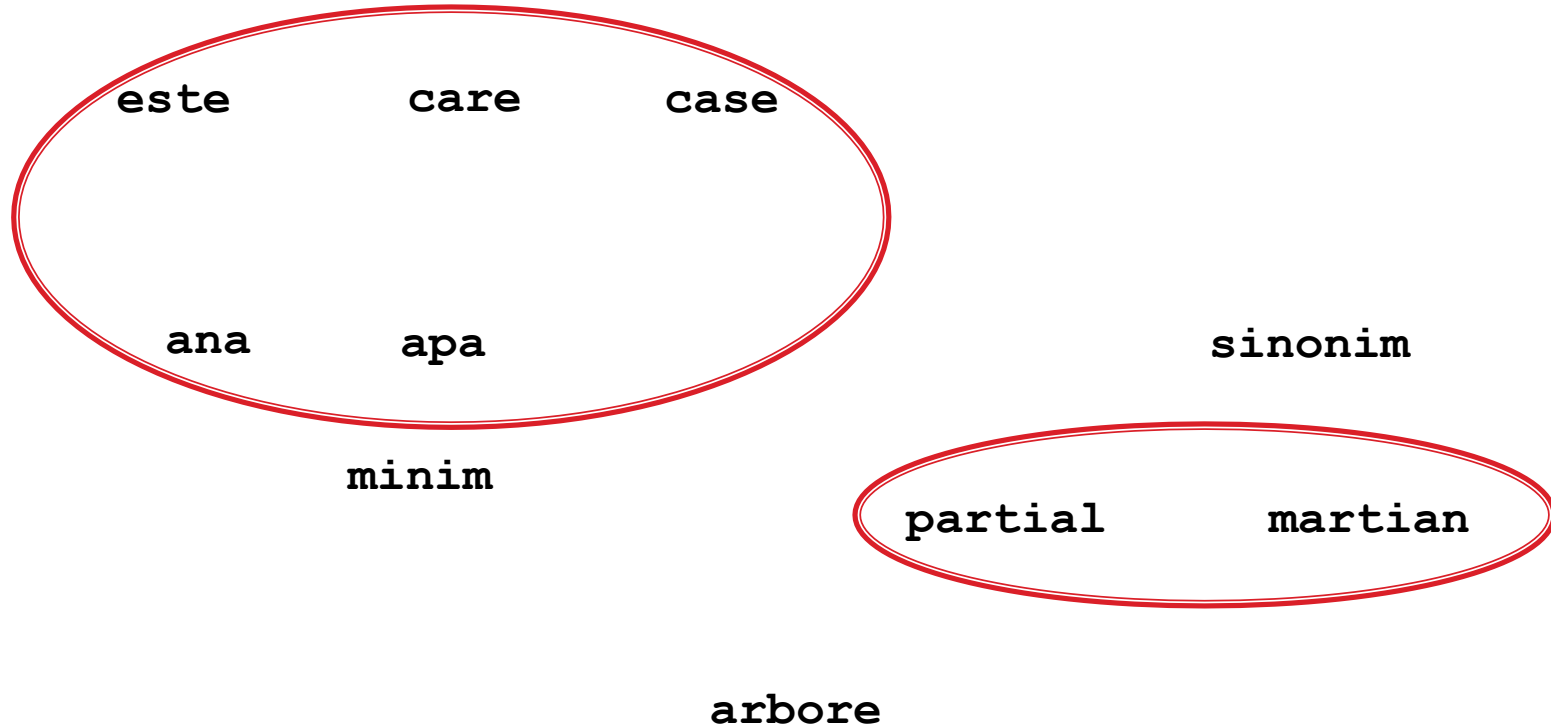 este care case
ana apa sinonim
minim
partial martian
arbore